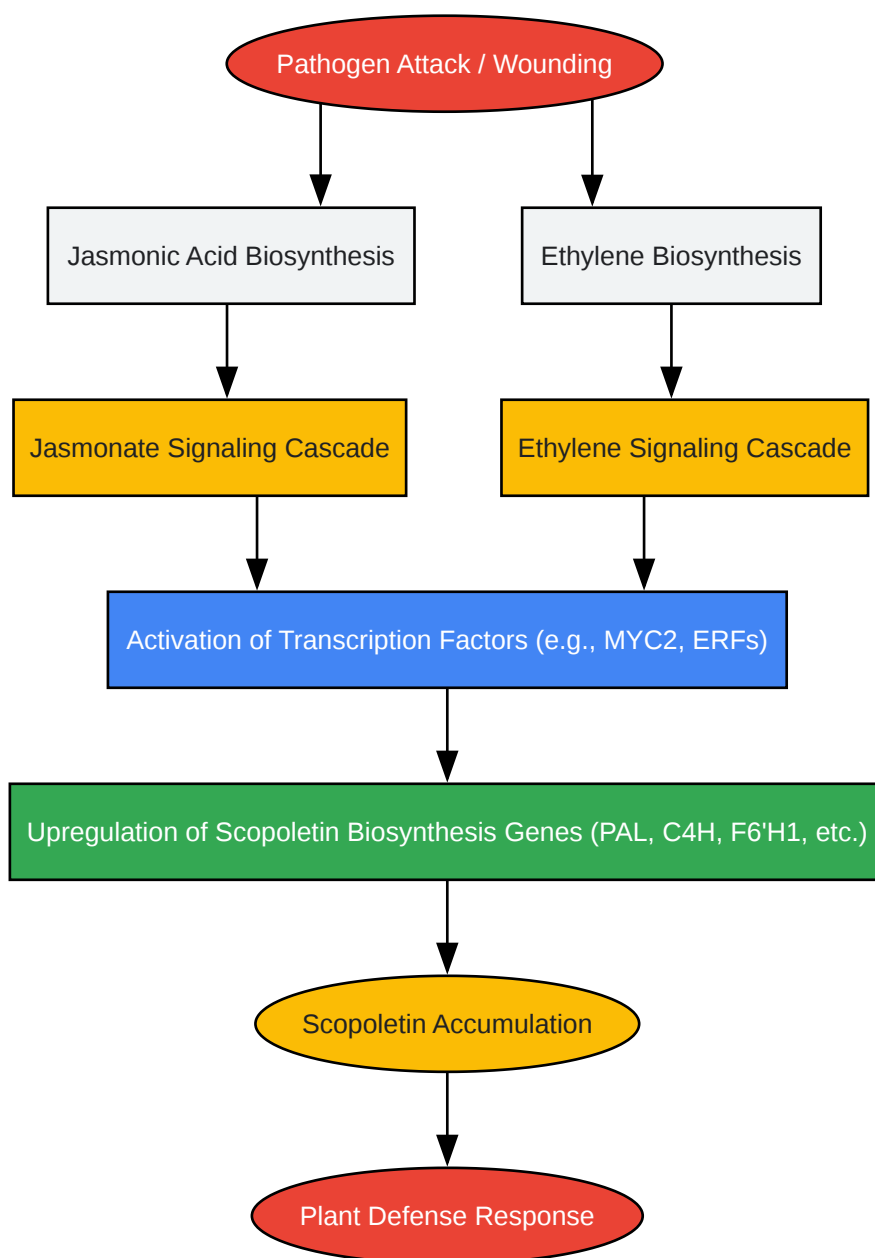 Pathogen Attack / Wounding
Jasmonic Acid Biosynthesis
Ethylene Biosynthesis
Jasmonate Signaling Cascade
Ethylene Signaling Cascade
Activation of Transcription Factors (e.g., MYC2, ERFs)
Upregulation of Scopoletin Biosynthesis Genes (PAL, C4H, F6'H1, etc.)
Scopoletin Accumulation
Plant Defense Response